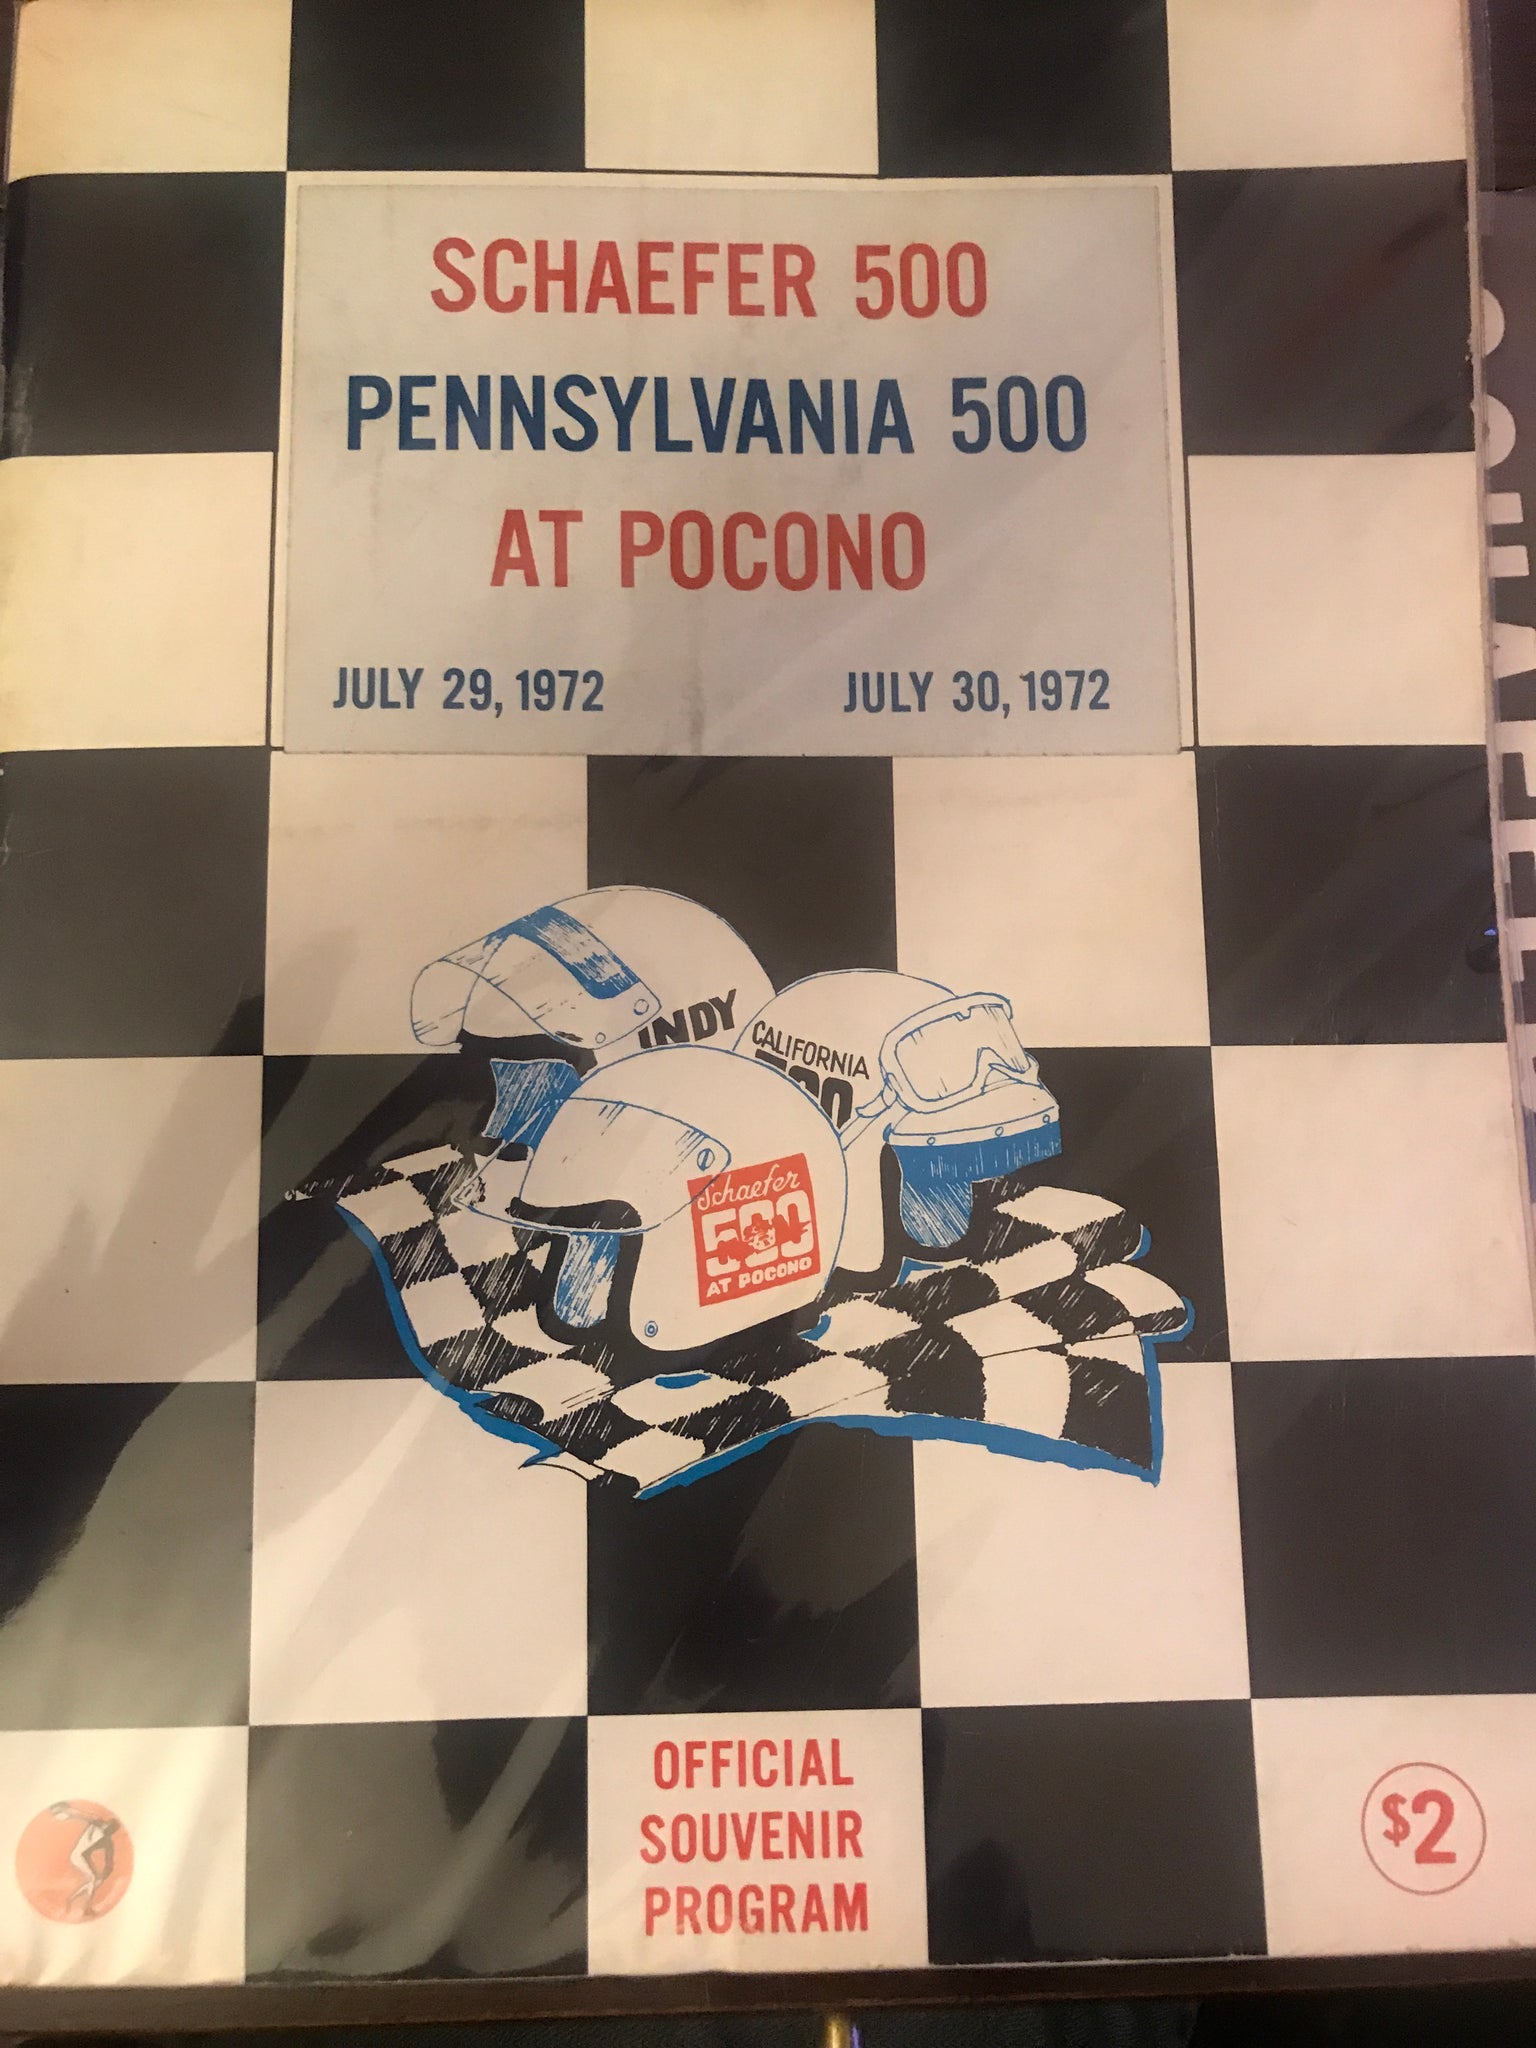 SCHAEFER 500
PENNSYLVANIA 500
AT POCONO
JULY 29, 1972
JULY 30, 1972
INDY
CALIFORNIA
500
Schaefer
500
AT POCONO
OFFICIAL
SOUVENIR
PROGRAM
$2